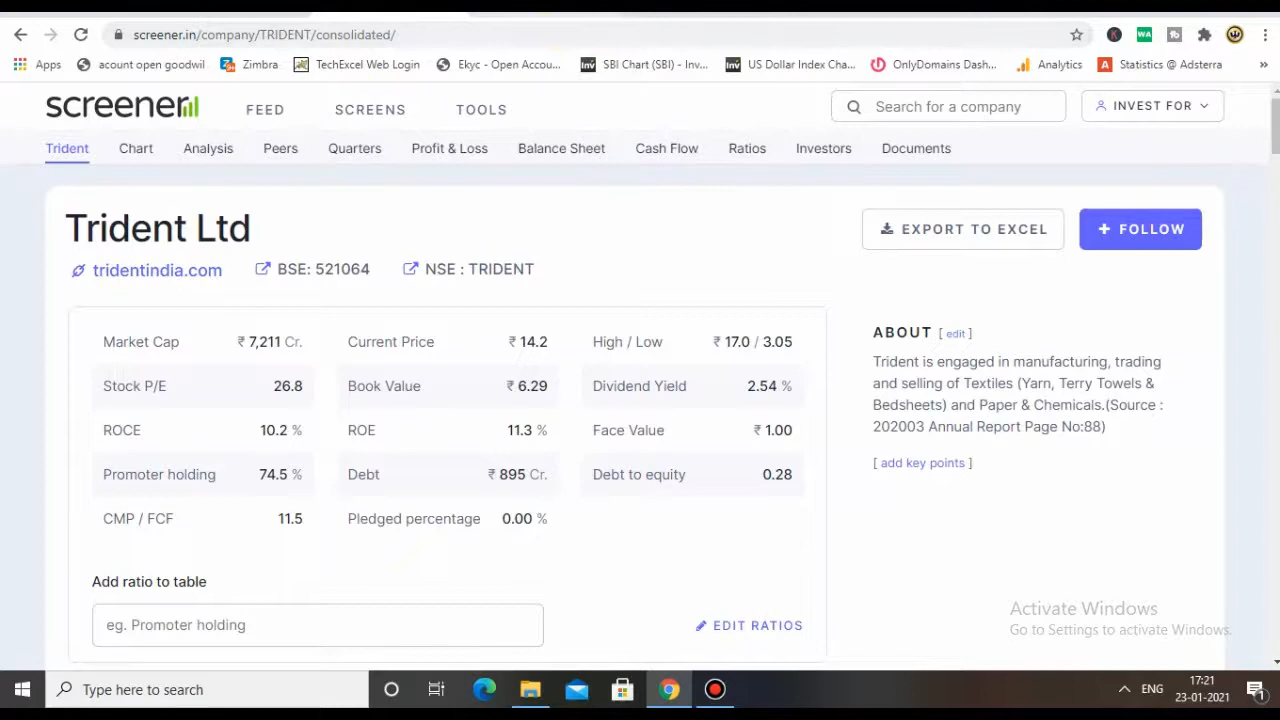 screener.in/company/TRIDENT/consolidated/
Apps acount open goodwil Zimbra TechExcel Web Login Ekyc - Open Accou... SBI Chart (SBI) - Inv... US Dollar Index Cha... OnlyDomains Dash... Analytics Statistics @ Adsterra »
screener FEED SCREENS TOOLS Search for a company INVEST FOR
Trident Chart Analysis Peers Quarters Profit & Loss Balance Sheet Cash Flow Ratios Investors Documents
Trident Ltd
EXPORT TO EXCEL + FOLLOW
tridentindia.com BSE: 521064 NSE : TRIDENT
Market Cap ₹ 7,211 Cr. Current Price ₹ 14.2 High / Low ₹ 17.0 / 3.05
Stock P/E 26.8 Book Value ₹ 6.29 Dividend Yield 2.54 %
ROCE 10.2 % ROE 11.3 % Face Value ₹ 1.00
Promoter holding 74.5 % Debt ₹ 895 Cr. Debt to equity 0.28
CMP / FCF 11.5 Pledged percentage 0.00 %
Add ratio to table
eg. Promoter holding EDIT RATIOS
ABOUT [ edit ]
Trident is engaged in manufacturing, trading
and selling of Textiles (Yarn, Terry Towels &
Bedsheets) and Paper & Chemicals.(Source :
202003 Annual Report Page No:88)
[ add key points ]
Activate Windows
Go to Settings to activate Windows.
Type here to search
ENG
17:21
23-01-2021